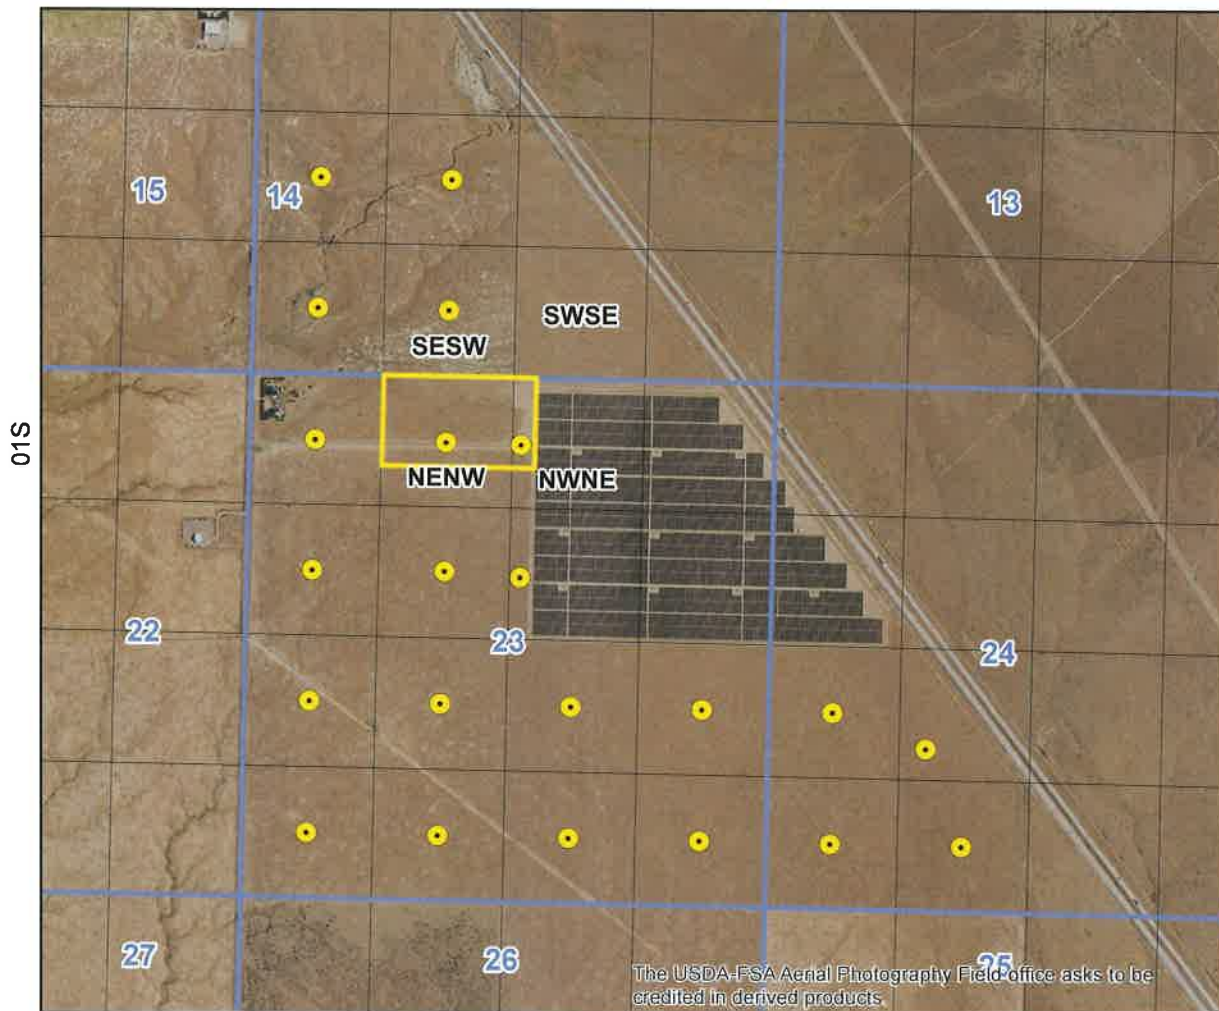 15
14
13
SWSE
SESW
01S
NENW
NWNE
22
23
24
27
26
25
The USDA-FSA Aerial Photography Field office asks to be
credited in derived products.